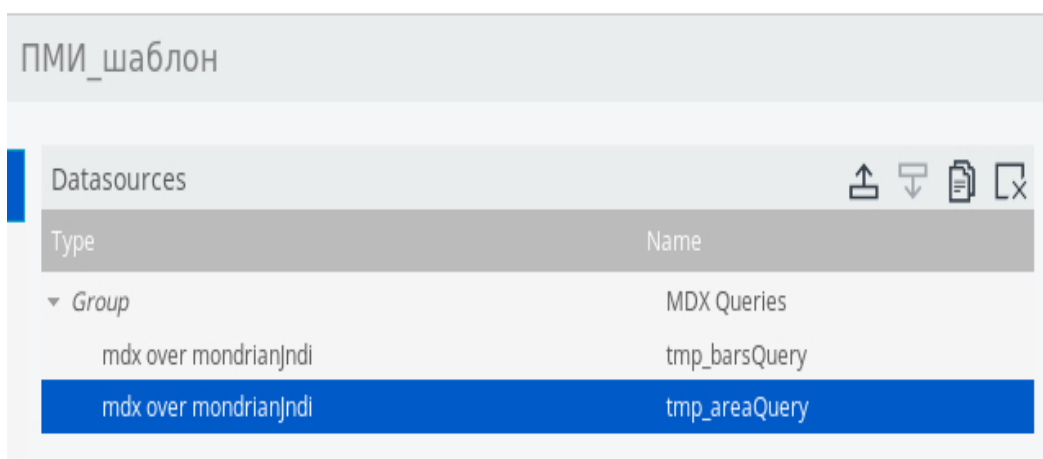 ПМИ_шаблон
Datasources
Type Name
Group MDX Queries
mdx over mondrianJndi tmp_barsQuery
mdx over mondrianJndi tmp_areaQuery